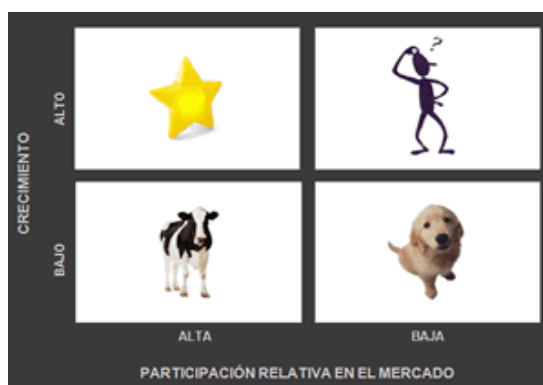 ?
CRECIMIENTO
ALTO
BAJO
ALTA
BAJA
PARTICIPACIÓN RELATIVA EN EL MERCADO